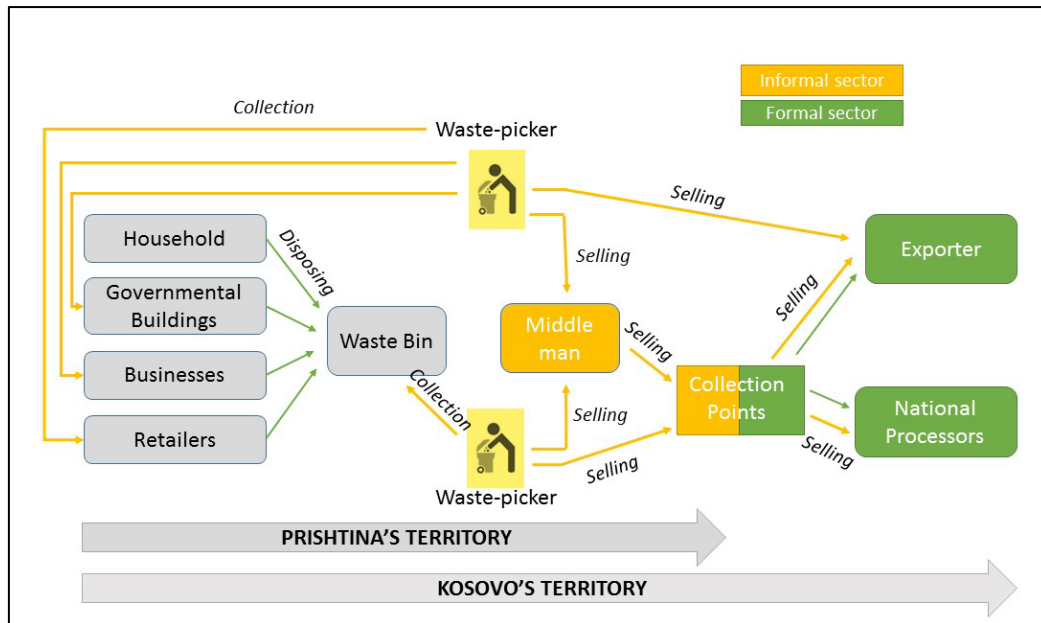 Informal sector
Formal sector
Collection
Waste-picker
Selling
Household
Disposing
Exporter
Selling
Governmental
Buildings
Selling
Waste Bin
Middle
man
Selling
Businesses
Collection
Collection
Points
National
Processors
Retailers
Selling
Selling
Selling
Waste-picker
PRISHTINA'S TERRITORY
KOSOVO'S TERRITORY